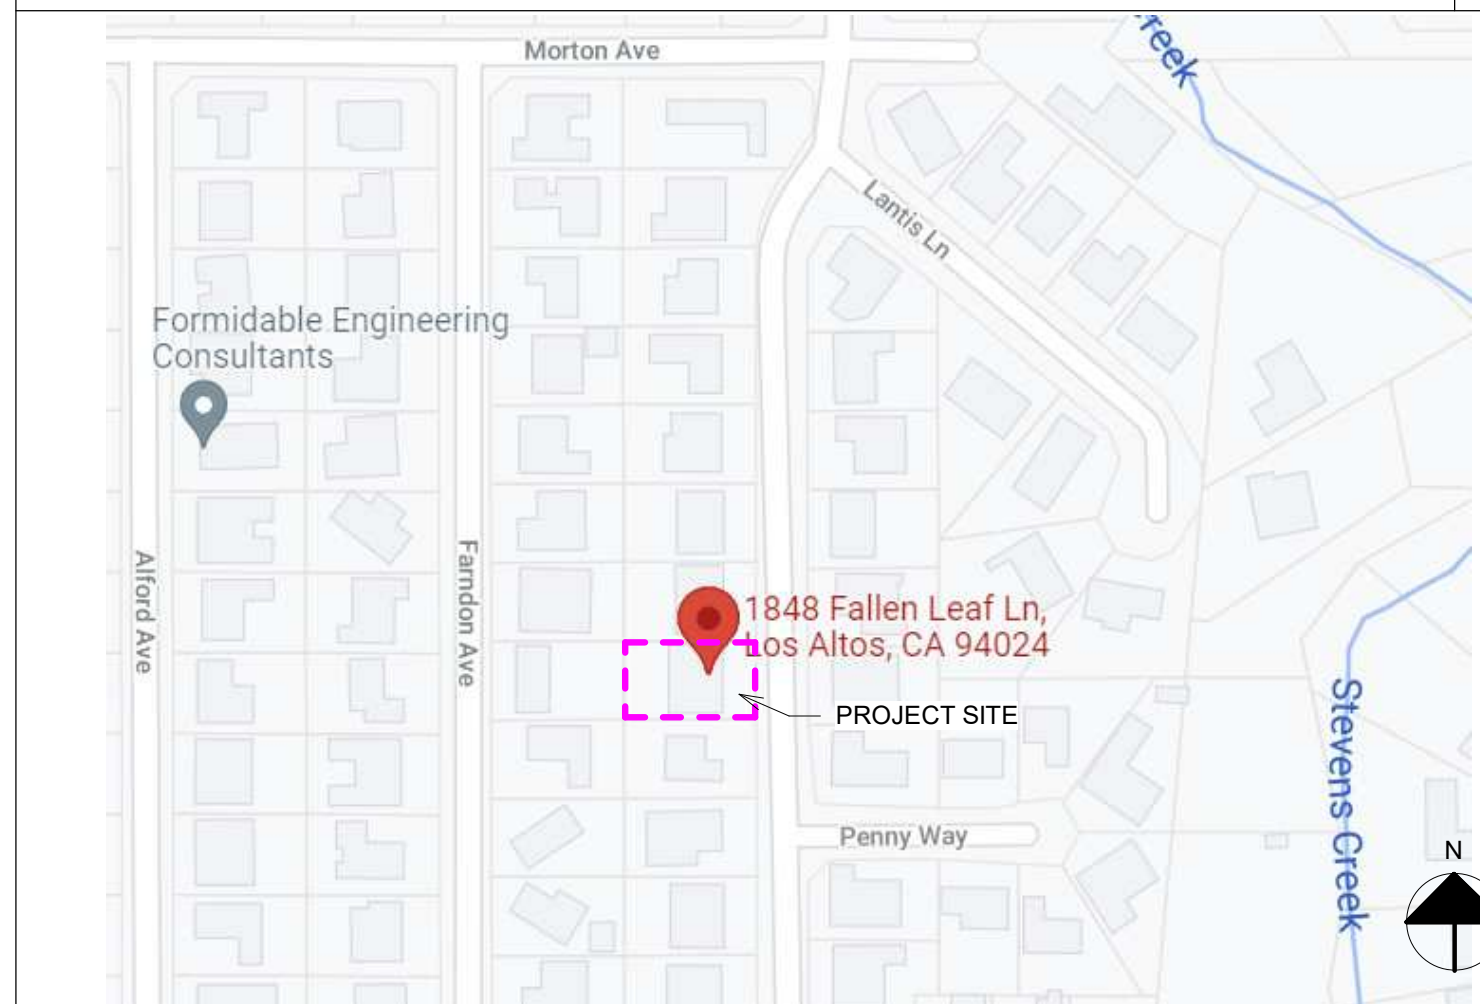 Morton Ave
reek
Lantis Ln
Formidable Engineering
Consultants
Alford Ave
Farndon Ave
1848 Fallen Leaf Ln,
Los Altos, CA 94024
PROJECT SITE
Stevens Creek
Penny Way
N